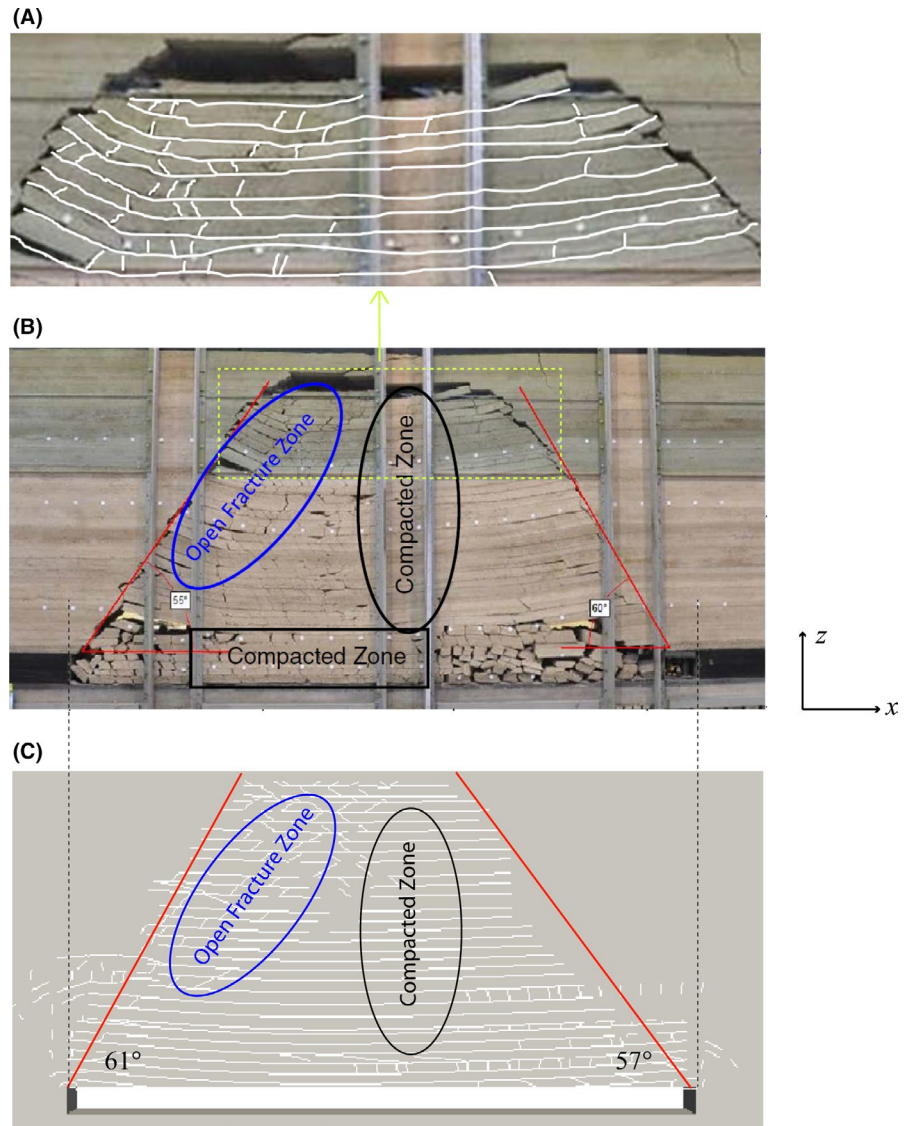 (A)
(B)
Open Fracture Zone
Compacted Zone
55°
60°
Compacted Zone
z
x
(C)
Open Fracture Zone
Compacted Zone
61°
57°